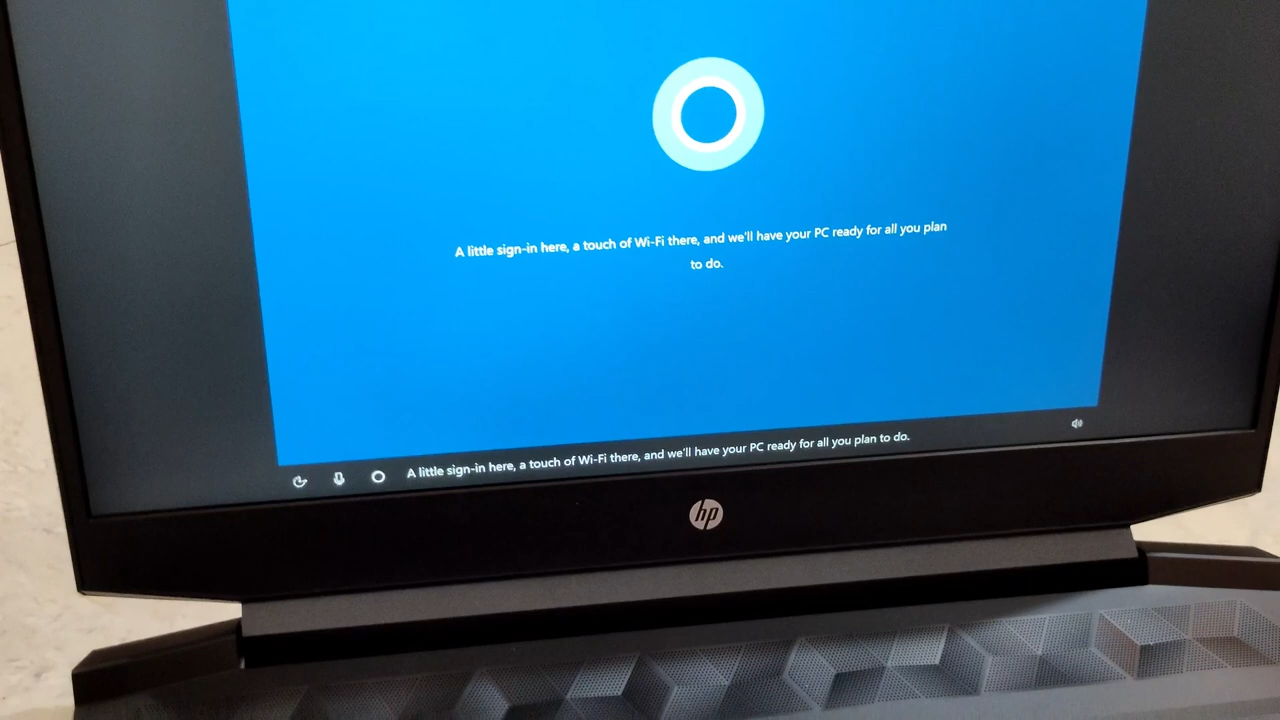 A little sign-in here, a touch of Wi-Fi there, and we'll have your PC ready for all you plan
to do.
A little sign-in here, a touch of Wi-Fi there, and we'll have your PC ready for all you plan to do.
hp